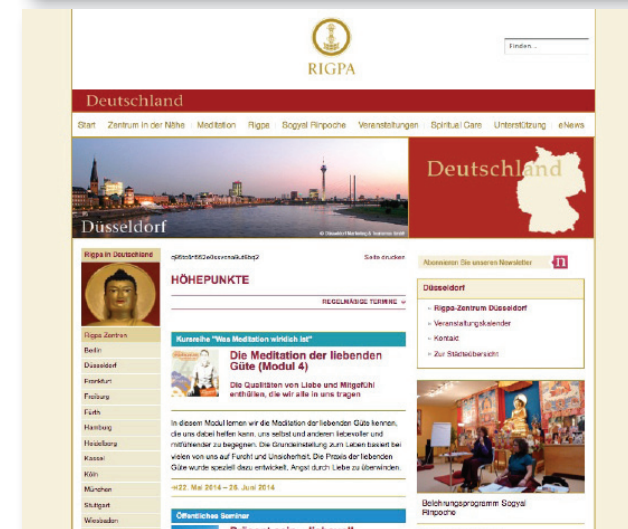 RIGPA
Finden...
Deutschland
Start
Zentrum in der Nähe
Meditation
Rigpa
Sogyal Rinpoche
Veranstaltungen
Spiritual Care
Unterstützung
eNews
Düsseldorf
Deutschland
Rigpa in Deutschland
Rigpa Zentren
Berlin
Düsseldorf
Frankfurt
Freiburg
Fürth
Hamburg
Heidelberg
Kassel
Köln
München
Stuttgart
Wiesbaden
Seite drucken
HÖHEPUNKTE
REGELMÄSIGE TERMINE
Kursreihe "Was Meditation wirklich ist"
Die Meditation der liebenden
Güte (Modul 4)
Die Qualitäten von Liebe und Mitgefühl
enthüllen, die wir alle in uns tragen
In diesem Modul lernen wir die Meditation der liebenden Güte kennen,
die uns dabei helfen kann, uns selbst und anderen liebevoller und
mitfühlender zu begegnen. Die Grundeinstellung zum Leben basiert bei
vielen von uns auf Furcht und Unsicherheit. Die Praxis der liebenden
Güte wurde speziell dazu entwickelt, Angst durch Liebe zu überwinden.
22. Mai 2014 – 26. Juni 2014
Öffentliches Seminar
Abonnieren Sie unseren Newsletter
n
Düsseldorf
Rigpa-Zentrum Düsseldorf
Veranstaltungskalender
Kontakt
Zur Städteübersicht
Belehrungsprogramm Sogyal
Rinpoche